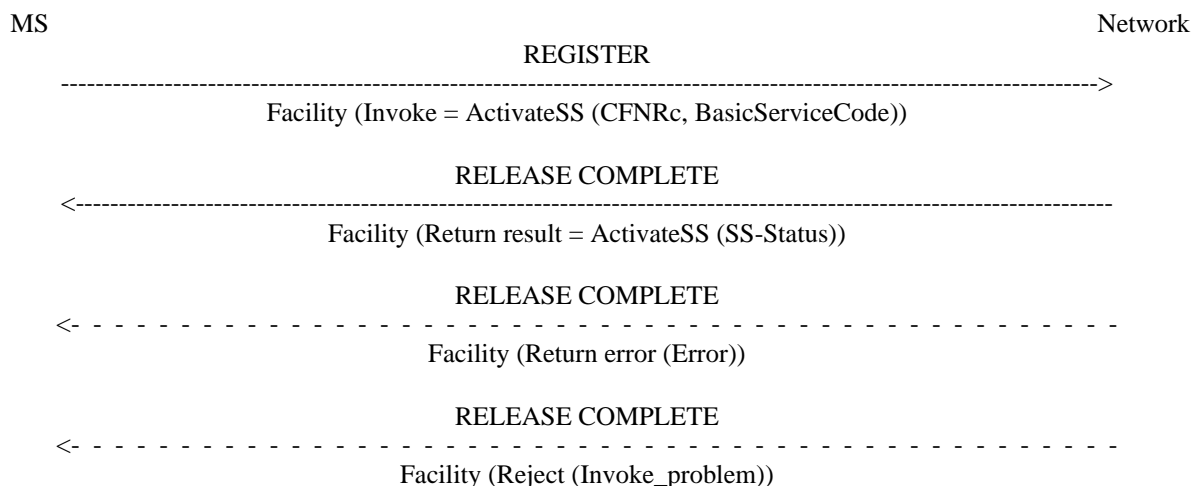 MS Network
REGISTER
Facility (Invoke = ActivateSS (CFNRc, BasicServiceCode))
RELEASE COMPLETE
Facility (Return result = ActivateSS (SS-Status))
RELEASE COMPLETE
Facility (Return error (Error))
RELEASE COMPLETE
Facility (Reject (Invoke_problem))